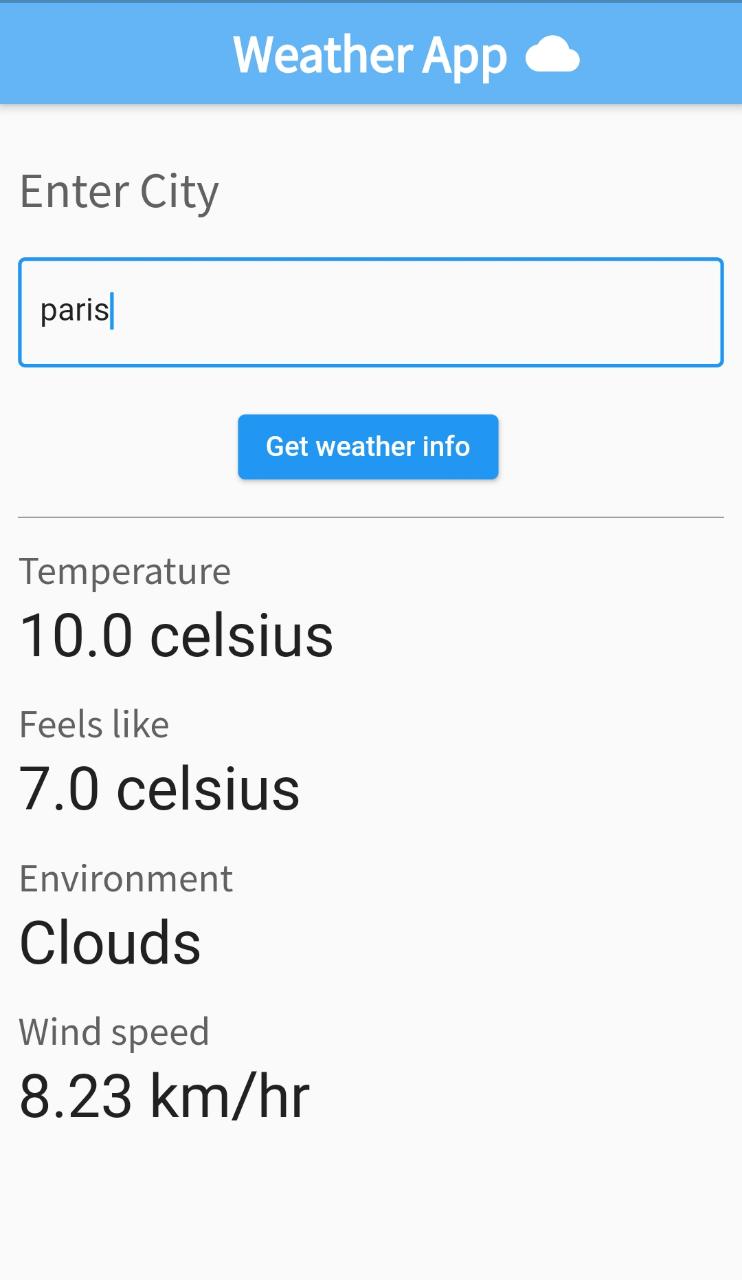 Weather App
Enter City
paris
Get weather info
Temperature
10.0 celsius
Feels like
7.0 celsius
Environment
Clouds
Wind speed
8.23 km/hr